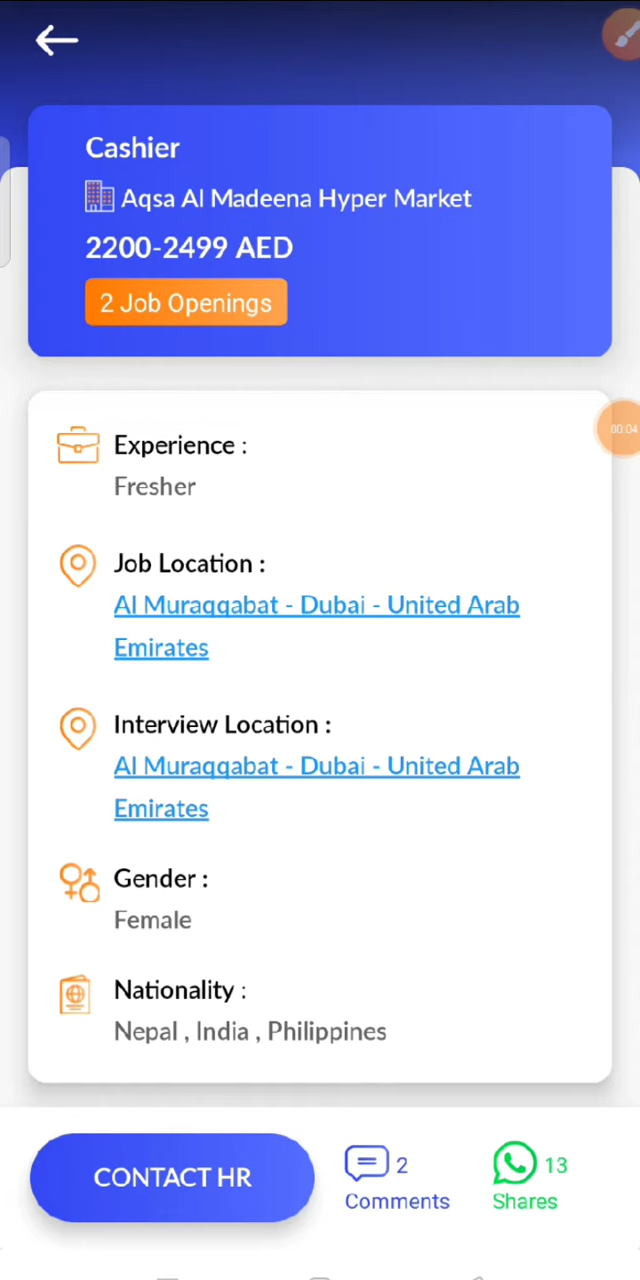 Cashier
Aqsa Al Madeena Hyper Market
2200-2499 AED
2 Job Openings
00:04
Experience :
Fresher
Job Location :
Al Muraqqabat - Dubai - United Arab
Emirates
Interview Location :
Al Muraqqabat - Dubai - United Arab
Emirates
Gender :
Female
Nationality :
Nepal , India , Philippines
CONTACT HR
2
Comments
13
Shares